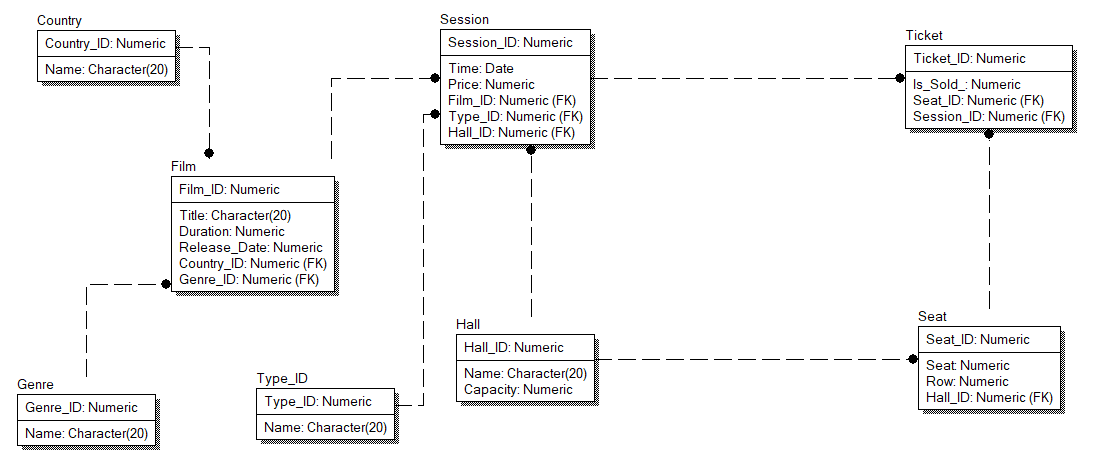 Country
Country_ID: Numeric
Name: Character(20)
Session
Session_ID: Numeric
Time: Date
Price: Numeric
Film_ID: Numeric (FK)
Type_ID: Numeric (FK)
Hall_ID: Numeric (FK)
Ticket
Ticket_ID: Numeric
Is_Sold_: Numeric
Seat_ID: Numeric (FK)
Session_ID: Numeric (FK)
Film
Film_ID: Numeric
Title: Character(20)
Duration: Numeric
Release_Date: Numeric
Country_ID: Numeric (FK)
Genre_ID: Numeric (FK)
Genre
Genre_ID: Numeric
Name: Character(20)
Type_ID
Type_ID: Numeric
Name: Character(20)
Hall
Hall_ID: Numeric
Name: Character(20)
Capacity: Numeric
Seat
Seat_ID: Numeric
Seat: Numeric
Row: Numeric
Hall_ID: Numeric (FK)